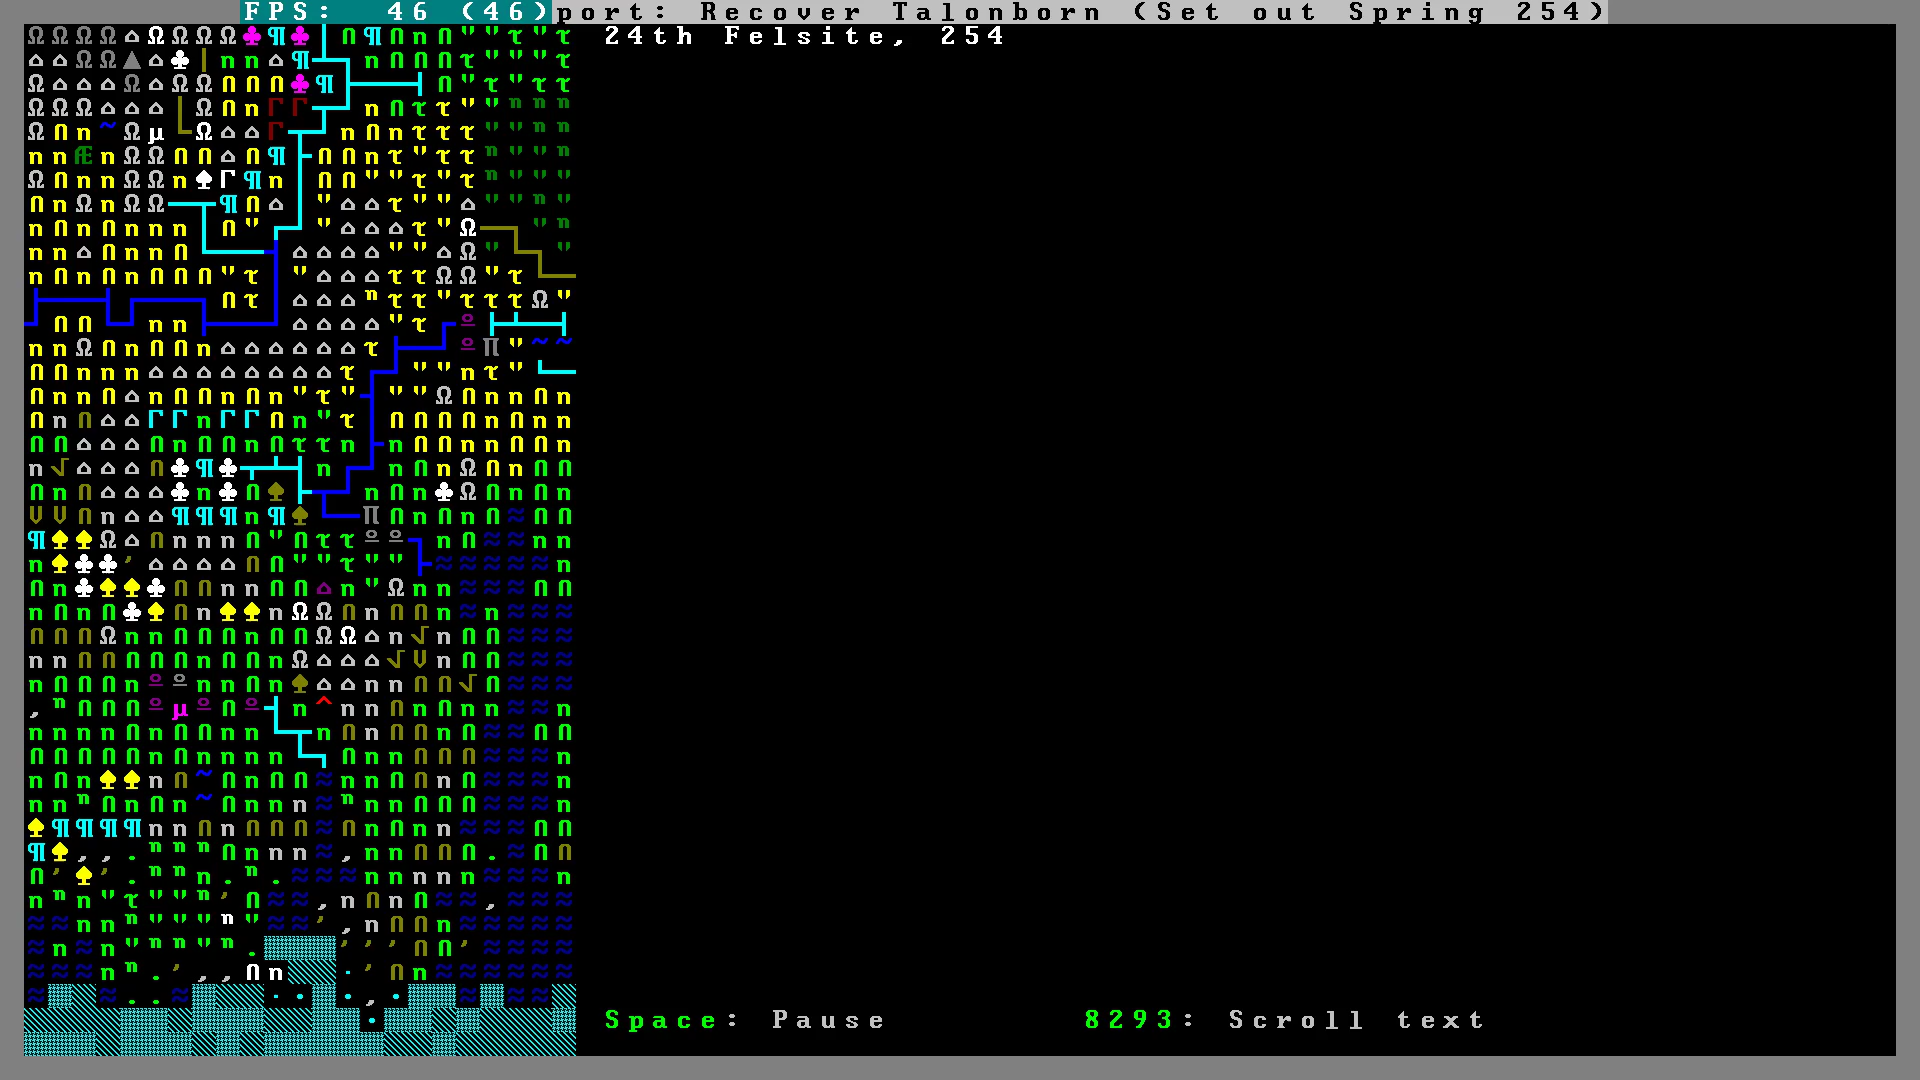 FPS: 46 (46)port: Recover Talonborn (Set out Spring 254)
24th Felsite, 254
Space: Pause 8293: Scroll text